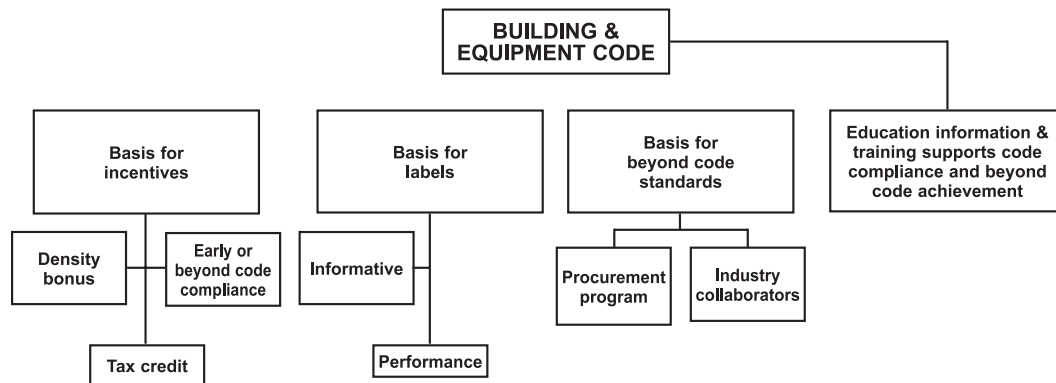 BUILDING &
EQUIPMENT CODE
Basis for
incentives
Basis for
labels
Basis for
beyond code
standards
Education information &
training supports code
compliance and beyond
code achievement
Density
bonus
Early or
beyond code
compliance
Informative
Procurement
program
Industry
collaborators
Tax credit
Performance